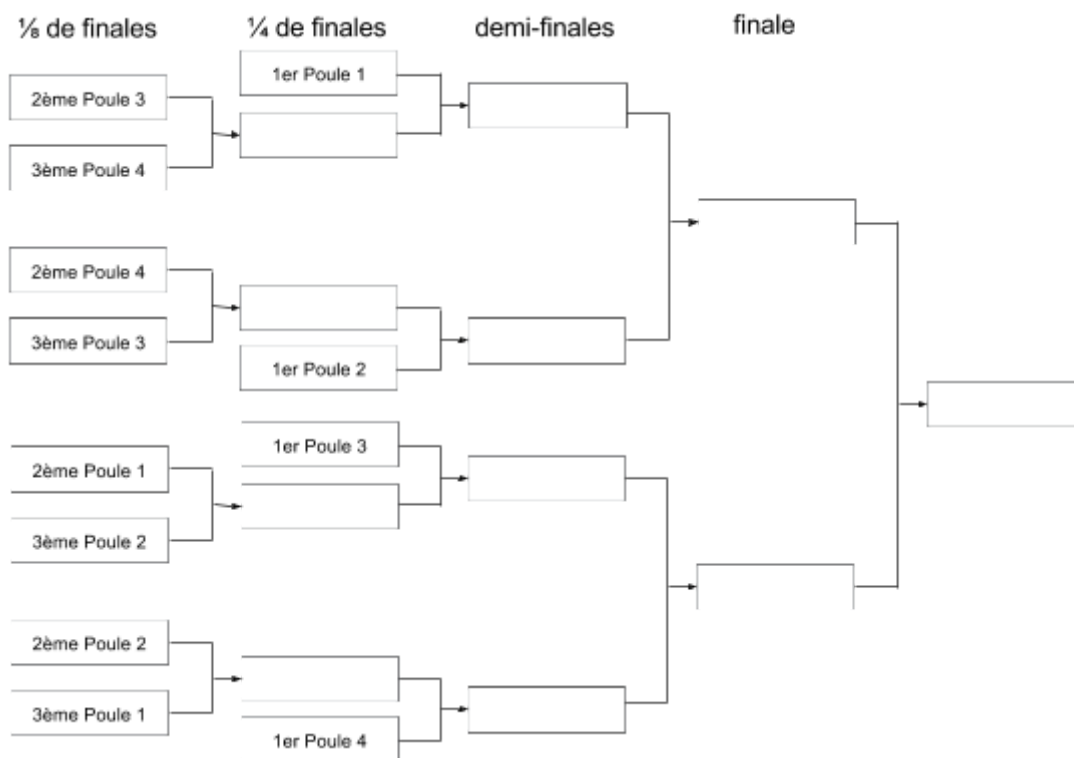 ⅛ de finales
¼ de finales
demi-finales
finale
1er Poule 1
2ème Poule 3
3ème Poule 4
2ème Poule 4
3ème Poule 3
1er Poule 2
1er Poule 3
2ème Poule 1
3ème Poule 2
2ème Poule 2
3ème Poule 1
1er Poule 4